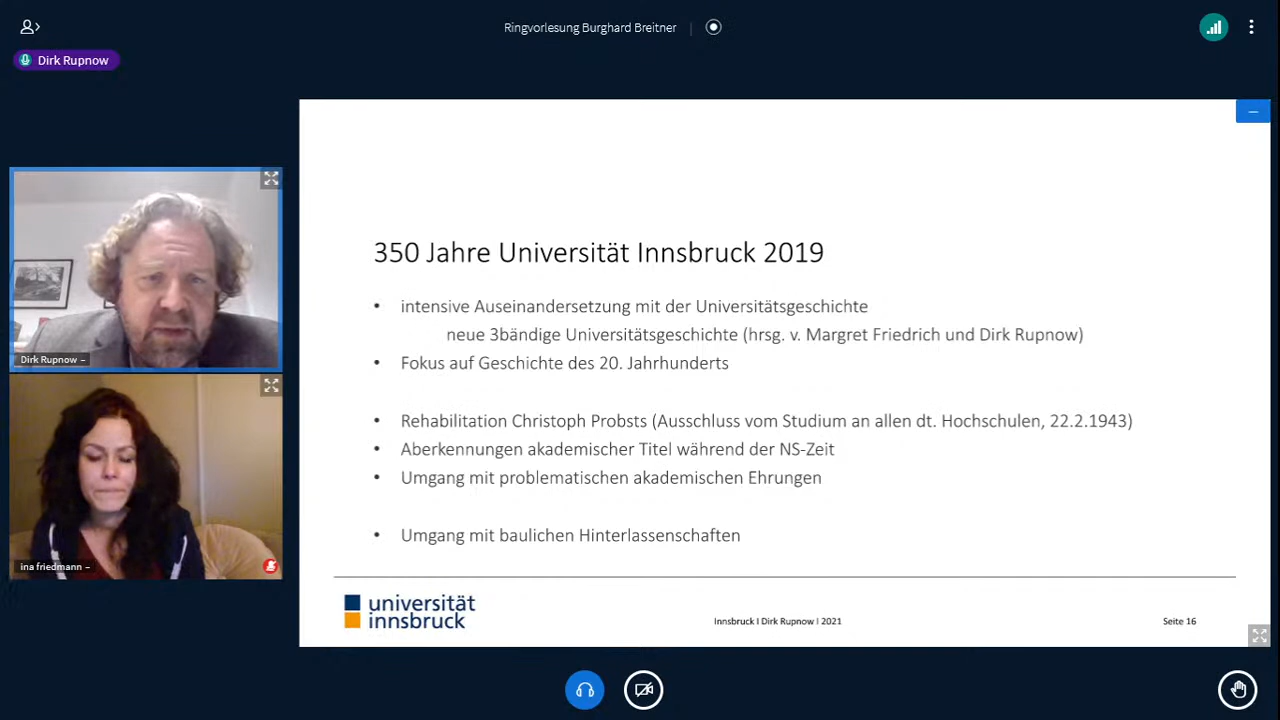 Ringvorlesung Burghard Breitner
Dirk Rupnow
Dirk Rupnow –
ina friedmann –
350 Jahre Universität Innsbruck 2019
• intensive Auseinandersetzung mit der Universitätsgeschichte
neue 3bändige Universitätsgeschichte (hrsg. v. Margret Friedrich und Dirk Rupnow)
• Fokus auf Geschichte des 20. Jahrhunderts
• Rehabilitation Christoph Probsts (Ausschluss vom Studium an allen dt. Hochschulen, 22.2.1943)
• Aberkennungen akademischer Titel während der NS-Zeit
• Umgang mit problematischen akademischen Ehrungen
• Umgang mit baulichen Hinterlassenschaften
universität
innsbruck
Innsbruck I Dirk Rupnow I 2021
Seite 16